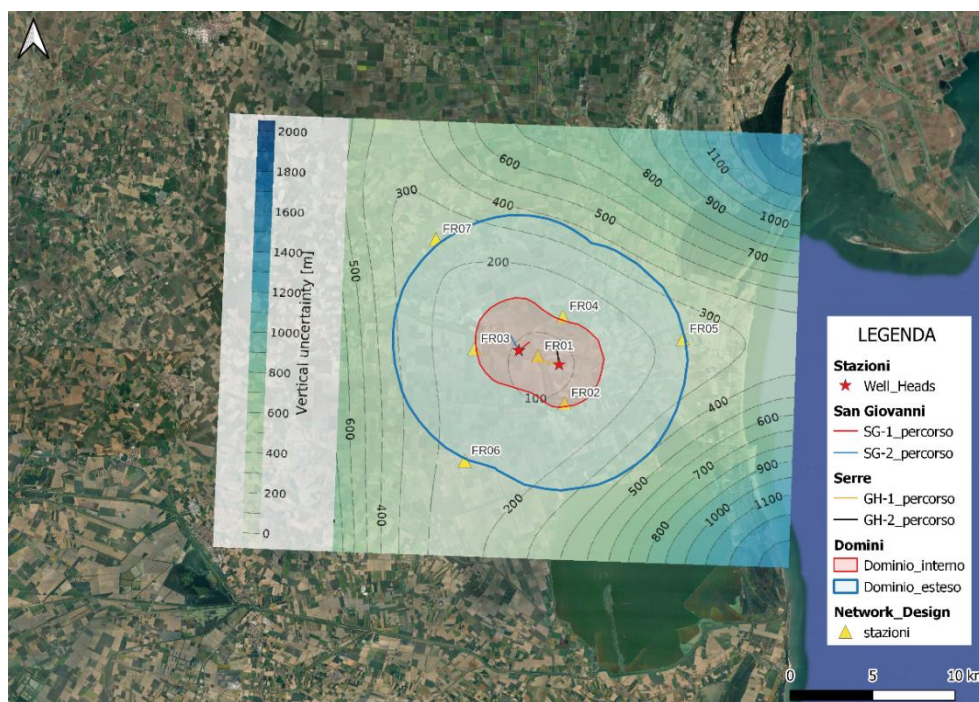 2000
1800
1600
1400
1200
1000
800
600
400
200
0
Vertical uncertainty [m]
600
800
1100
1000
900
700
300
400
500
500
200
300
FR07
FR04
FR05
FR03
FR01
100
FR02
400
600
FR06
200
500
700
600
900
1100
1000
800
400
LEGENDA
Stazioni
Well_Heads
San Giovanni
SG-1_percorso
SG-2_percorso
Serre
GH-1_percorso
GH-2_percorso
Domini
Dominio_interno
Dominio_esteso
Network_Design
stazioni
0 5 10 km